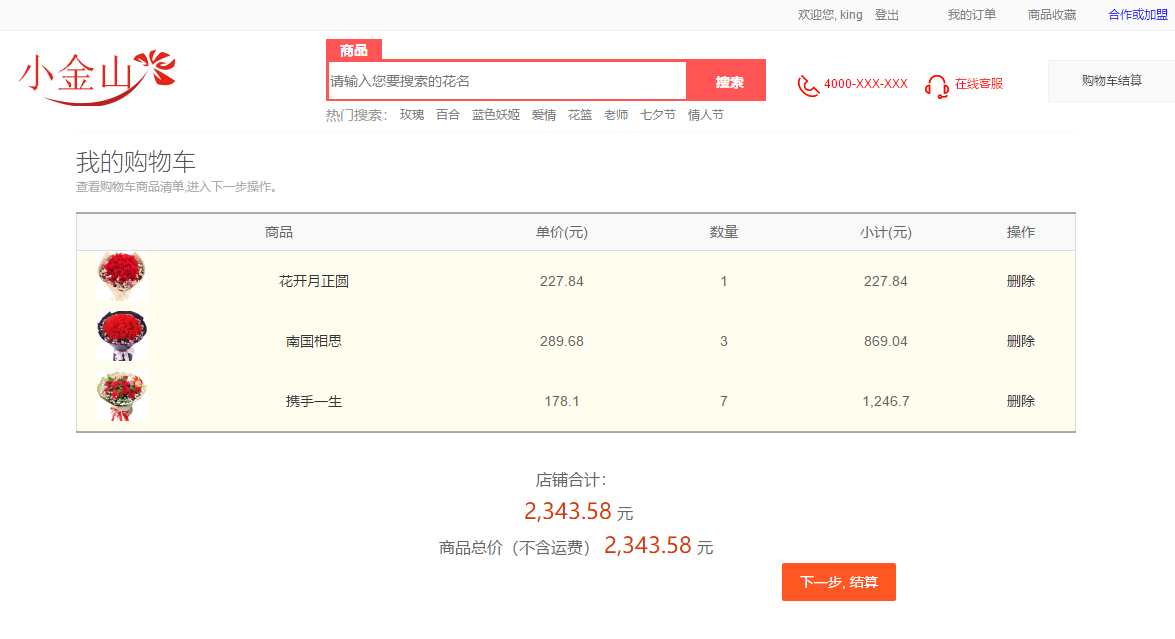 欢迎您, king 登出 我的订单 商品收藏 合作或加盟
小金山
商品
请输入您要搜索的花名 搜索
4000-XXX-XXX 在线客服 购物车结算
热门搜索： 玫瑰 百合 蓝色妖姬 爱情 花篮 老师 七夕节 情人节
我的购物车
查看购物车商品清单,进入下一步操作。
商品 单价(元) 数量 小计(元) 操作
花开月正圆 227.84 1 227.84 删除
南国相思 289.68 3 869.04 删除
携手一生 178.1 7 1,246.7 删除
店铺合计：
2,343.58 元
商品总价（不含运费） 2,343.58 元
下一步, 结算